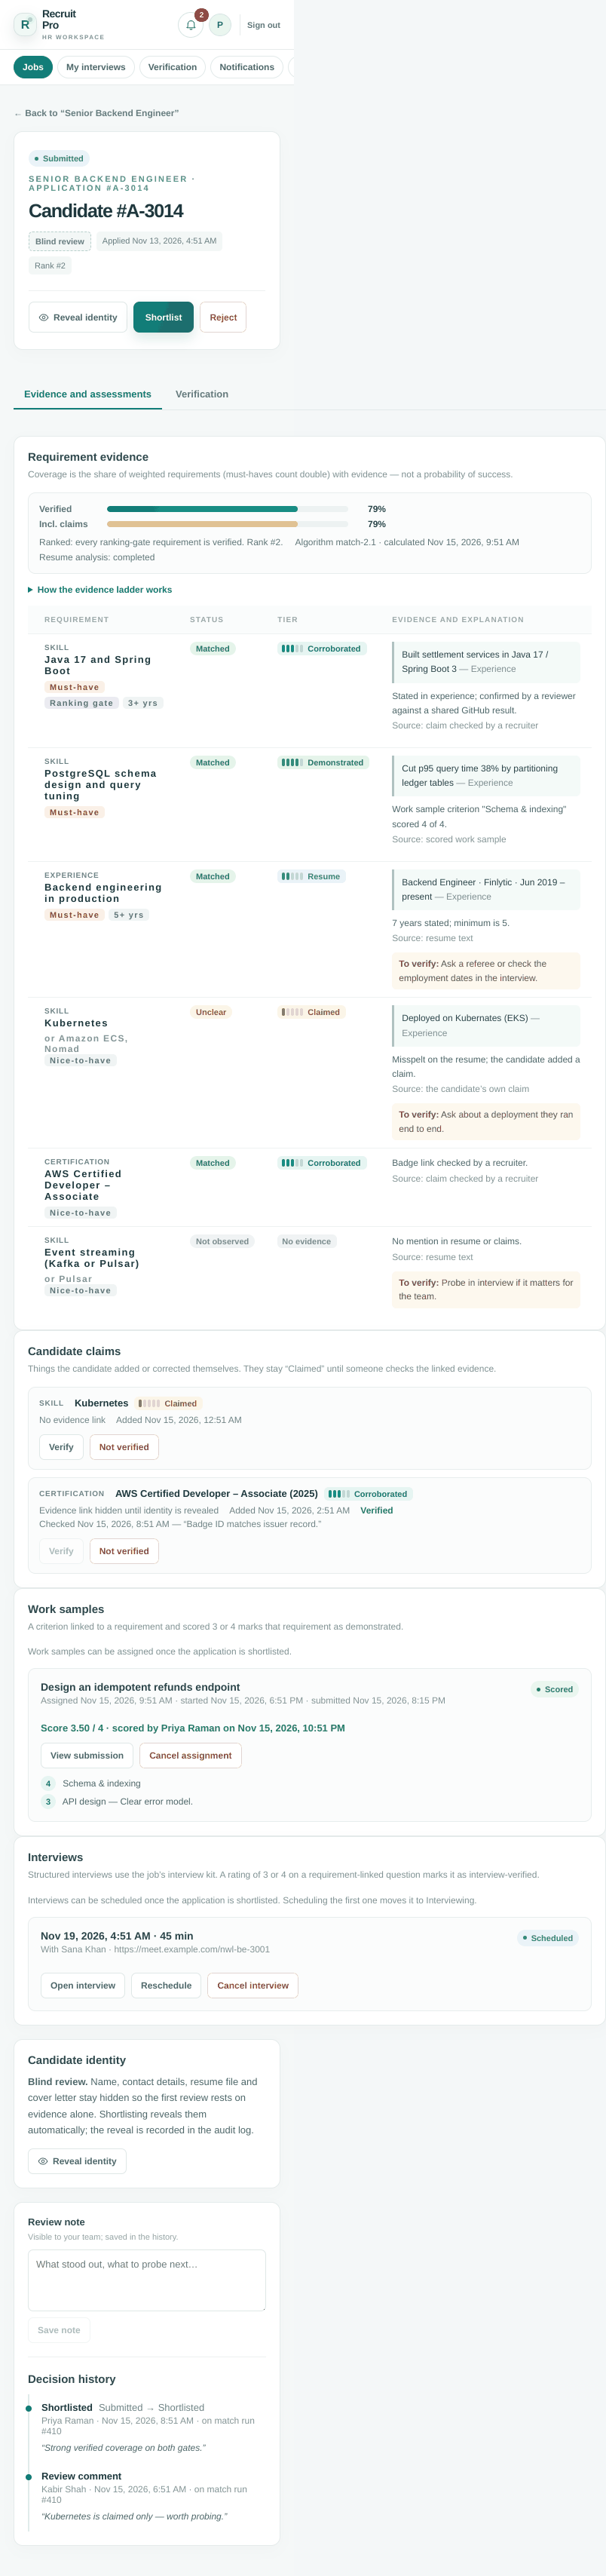 R
Recruit
Pro
HR WORKSPACE
2
P
Sign out
Jobs
My interviews
Verification
Notifications
← Back to “Senior Backend Engineer”
Submitted
SENIOR BACKEND ENGINEER ·
APPLICATION #A-3014
Candidate #A-3014
Blind review
Applied Nov 13, 2026, 4:51 AM
Rank #2
Reveal identity
Shortlist
Reject
Evidence and assessments
Verification
Requirement evidence
Coverage is the share of weighted requirements (must-haves count double) with evidence — not a probability of success.
Verified 79%
Incl. claims 79%
Ranked: every ranking-gate requirement is verified. Rank #2. Algorithm match-2.1 · calculated Nov 15, 2026, 9:51 AM
Resume analysis: completed
▶ How the evidence ladder works
REQUIREMENT STATUS TIER EVIDENCE AND EXPLANATION
SKILL
Java 17 and Spring
Boot
Must-have
Ranking gate 3+ yrs
Matched
Corroborated
Built settlement services in Java 17 /
Spring Boot 3 — Experience
Stated in experience; confirmed by a reviewer
against a shared GitHub result.
Source: claim checked by a recruiter
SKILL
PostgreSQL schema
design and query
tuning
Must-have
Matched
Demonstrated
Cut p95 query time 38% by partitioning
ledger tables — Experience
Work sample criterion "Schema & indexing"
scored 4 of 4.
Source: scored work sample
EXPERIENCE
Backend engineering
in production
Must-have 5+ yrs
Matched
Resume
Backend Engineer · Finlytic · Jun 2019 –
present — Experience
7 years stated; minimum is 5.
Source: resume text
To verify: Ask a referee or check the
employment dates in the interview.
SKILL
Kubernetes
or Amazon ECS,
Nomad
Nice-to-have
Unclear
Claimed
Deployed on Kubernates (EKS) —
Experience
Misspelt on the resume; the candidate added a
claim.
Source: the candidate’s own claim
To verify: Ask about a deployment they ran
end to end.
CERTIFICATION
AWS Certified
Developer –
Associate
Nice-to-have
Matched
Corroborated
Badge link checked by a recruiter.
Source: claim checked by a recruiter
SKILL
Event streaming
(Kafka or Pulsar)
or Pulsar
Nice-to-have
Not observed
No evidence
No mention in resume or claims.
Source: resume text
To verify: Probe in interview if it matters for
the team.
Candidate claims
Things the candidate added or corrected themselves. They stay “Claimed” until someone checks the linked evidence.
SKILL Kubernetes Claimed
No evidence link Added Nov 15, 2026, 12:51 AM
Verify
Not verified
CERTIFICATION AWS Certified Developer – Associate (2025) Corroborated
Evidence link hidden until identity is revealed Added Nov 15, 2026, 2:51 AM Verified
Checked Nov 15, 2026, 8:51 AM — “Badge ID matches issuer record.”
Verify
Not verified
Work samples
A criterion linked to a requirement and scored 3 or 4 marks that requirement as demonstrated.
Work samples can be assigned once the application is shortlisted.
Design an idempotent refunds endpoint
Scored
Assigned Nov 15, 2026, 9:51 AM · started Nov 15, 2026, 6:51 PM · submitted Nov 15, 2026, 8:15 PM
Score 3.50 / 4 · scored by Priya Raman on Nov 15, 2026, 10:51 PM
View submission
Cancel assignment
4 Schema & indexing
3 API design — Clear error model.
Interviews
Structured interviews use the job’s interview kit. A rating of 3 or 4 on a requirement-linked question marks it as interview-verified.
Interviews can be scheduled once the application is shortlisted. Scheduling the first one moves it to Interviewing.
Nov 19, 2026, 4:51 AM · 45 min
Scheduled
With Sana Khan · https://meet.example.com/nwl-be-3001
Open interview
Reschedule
Cancel interview
Candidate identity
Blind review. Name, contact details, resume file and
cover letter stay hidden so the first review rests on
evidence alone. Shortlisting reveals them
automatically; the reveal is recorded in the audit log.
Reveal identity
Review note
Visible to your team; saved in the history.
What stood out, what to probe next…
Save note
Decision history
Shortlisted Submitted → Shortlisted
Priya Raman · Nov 15, 2026, 8:51 AM · on match run
#410
“Strong verified coverage on both gates.”
Review comment
Kabir Shah · Nov 15, 2026, 6:51 AM · on match run
#410
“Kubernetes is claimed only — worth probing.”